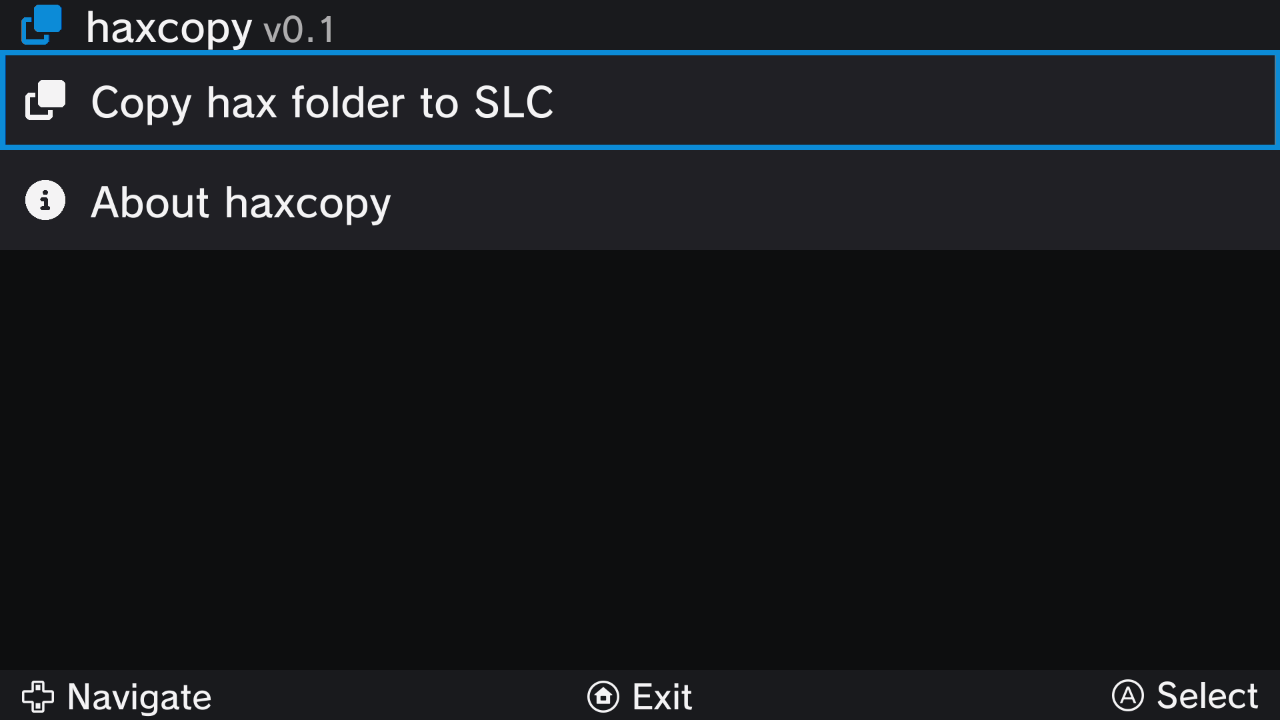 haxcopy v0.1
Copy hax folder to SLC
About haxcopy
Navigate
Exit
A Select